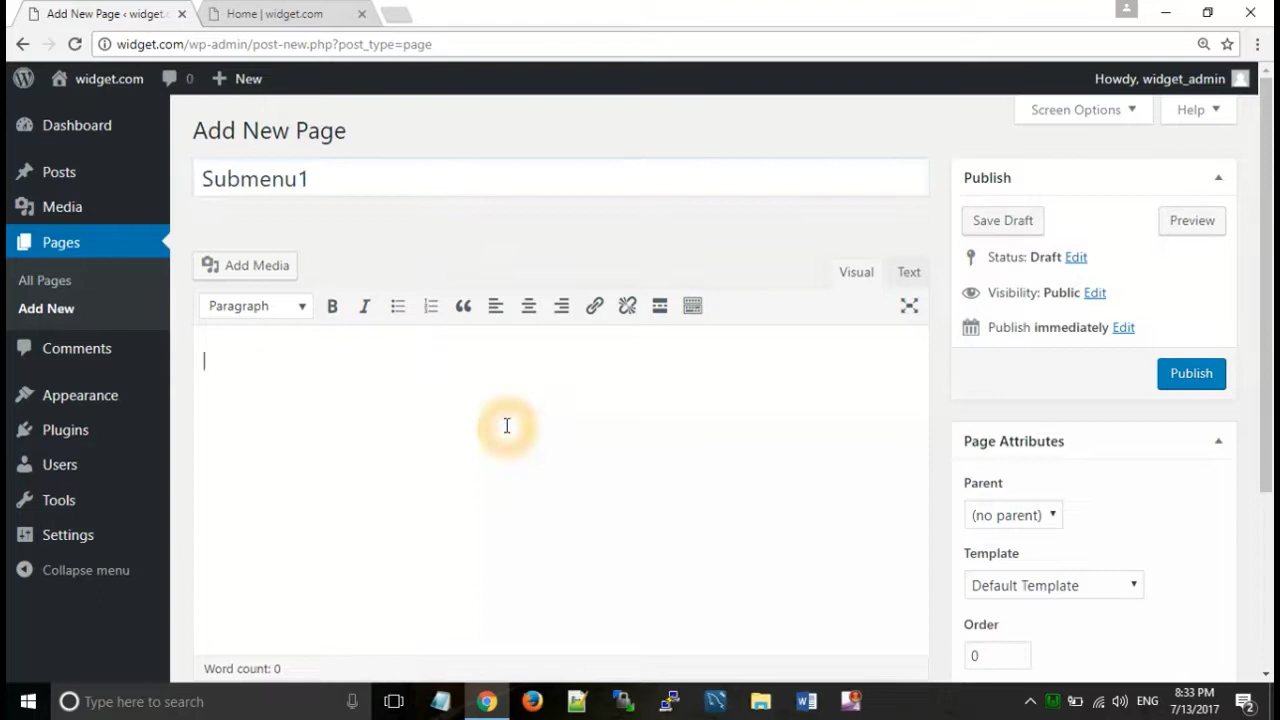 Add New Page ‹ widget.c
Home | widget.com
widget.com/wp-admin/post-new.php?post_type=page
widget.com
0
New
Howdy, widget_admin
Dashboard
Posts
Media
Pages
All Pages
Add New
Comments
Appearance
Plugins
Users
Tools
Settings
Collapse menu
Screen Options
Help
Add New Page
Submenu1
Add Media
Visual
Text
Paragraph
B
I
Word count: 0
Publish
Save Draft
Preview
Status: Draft Edit
Visibility: Public Edit
Publish immediately Edit
Publish
Page Attributes
Parent
(no parent)
Template
Default Template
Order
0
Type here to search
ENG
8:33 PM
7/13/2017
2